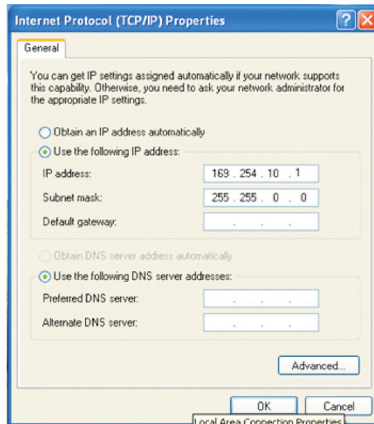 Internet Protocol (TCP/IP) Properties
General
You can get IP settings assigned automatically if your network supports
this capability. Otherwise, you need to ask your network administrator for
the appropriate IP settings.
Obtain an IP address automatically
Use the following IP address:
IP address: 169 . 254 . 10 . 1
Subnet mask: 255 . 255 . 0 . 0
Default gateway: . . .
Obtain DNS server address automatically
Use the following DNS server addresses:
Preferred DNS server: . . .
Alternate DNS server: . . .
Advanced...
OK Cancel
Local Area Connection Properties